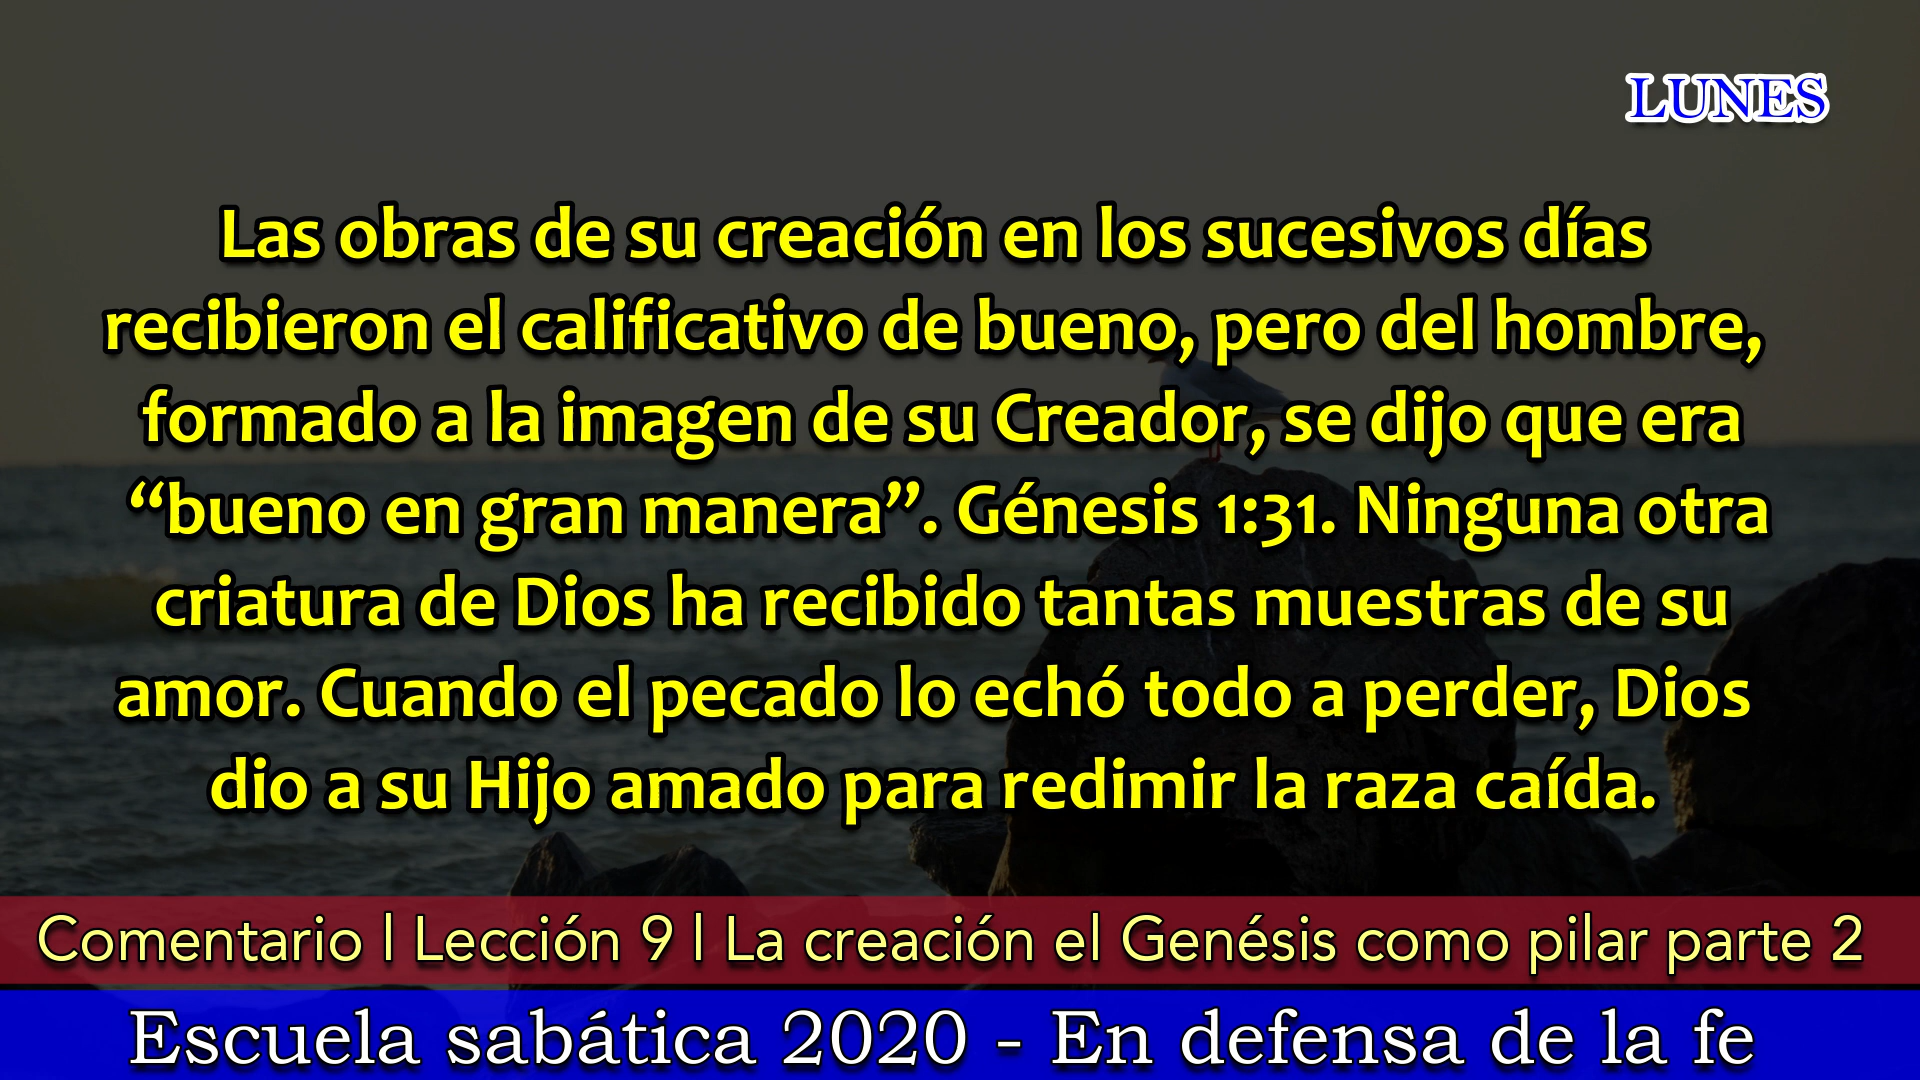 LUNES
Las obras de su creación en los sucesivos días
recibieron el calificativo de bueno, pero del hombre,
formado a la imagen de su Creador, se dijo que era
“bueno en gran manera”. Génesis 1:31. Ninguna otra
criatura de Dios ha recibido tantas muestras de su
amor. Cuando el pecado lo echó todo a perder, Dios
dio a su Hijo amado para redimir la raza caída.
Comentario l Lección 9 l La creación el Genésis como pilar parte 2
Escuela sabática 2020 - En defensa de la fe